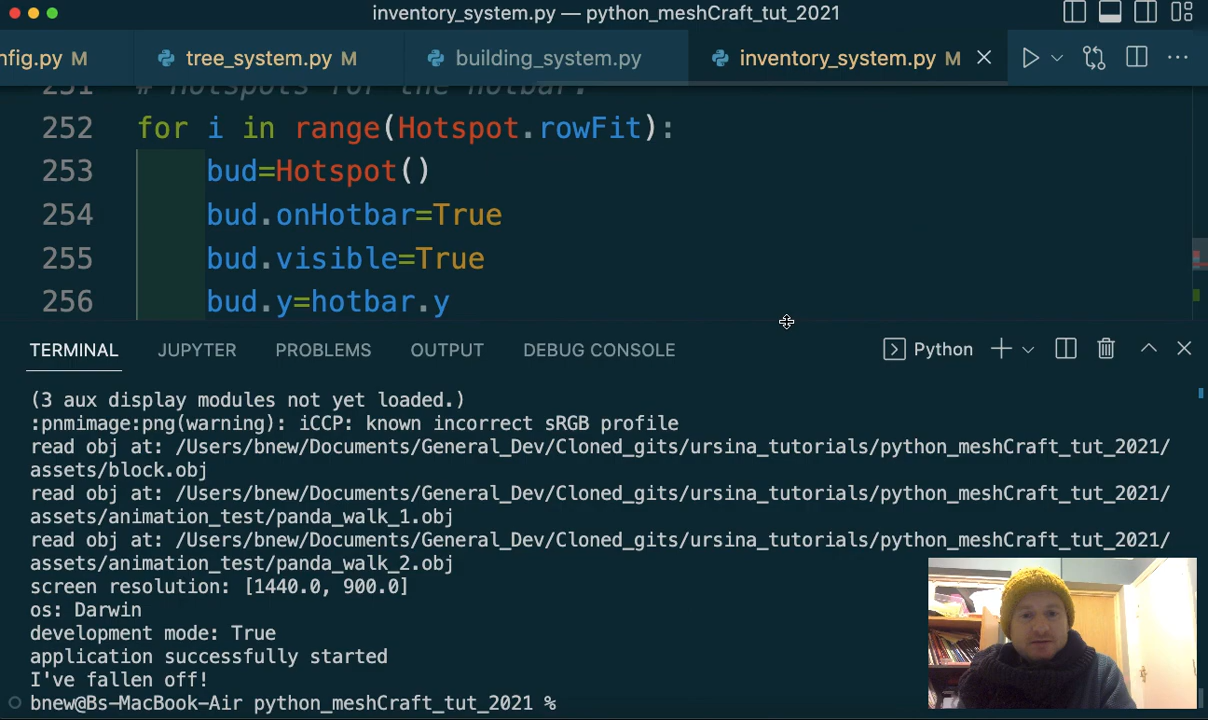 inventory_system.py — python_meshCraft_tut_2021
nfig.py M
tree_system.py M
building_system.py
inventory_system.py M
251 # Hotspots for the hotbar.
252 for i in range(Hotspot.rowFit):
253 bud=Hotspot()
254 bud.onHotbar=True
255 bud.visible=True
256 bud.y=hotbar.y
TERMINAL JUPYTER PROBLEMS OUTPUT DEBUG CONSOLE Python
(3 aux display modules not yet loaded.)
:pnmimage:png(warning): iCCP: known incorrect sRGB profile
read obj at: /Users/bnew/Documents/General_Dev/Cloned_gits/ursina_tutorials/python_meshCraft_tut_2021/
assets/block.obj
read obj at: /Users/bnew/Documents/General_Dev/Cloned_gits/ursina_tutorials/python_meshCraft_tut_2021/
assets/animation_test/panda_walk_1.obj
read obj at: /Users/bnew/Documents/General_Dev/Cloned_gits/ursina_tutorials/python_meshCraft_tut_2021/
assets/animation_test/panda_walk_2.obj
screen resolution: [1440.0, 900.0]
os: Darwin
development mode: True
application successfully started
I've fallen off!
bnew@Bs-MacBook-Air python_meshCraft_tut_2021 %